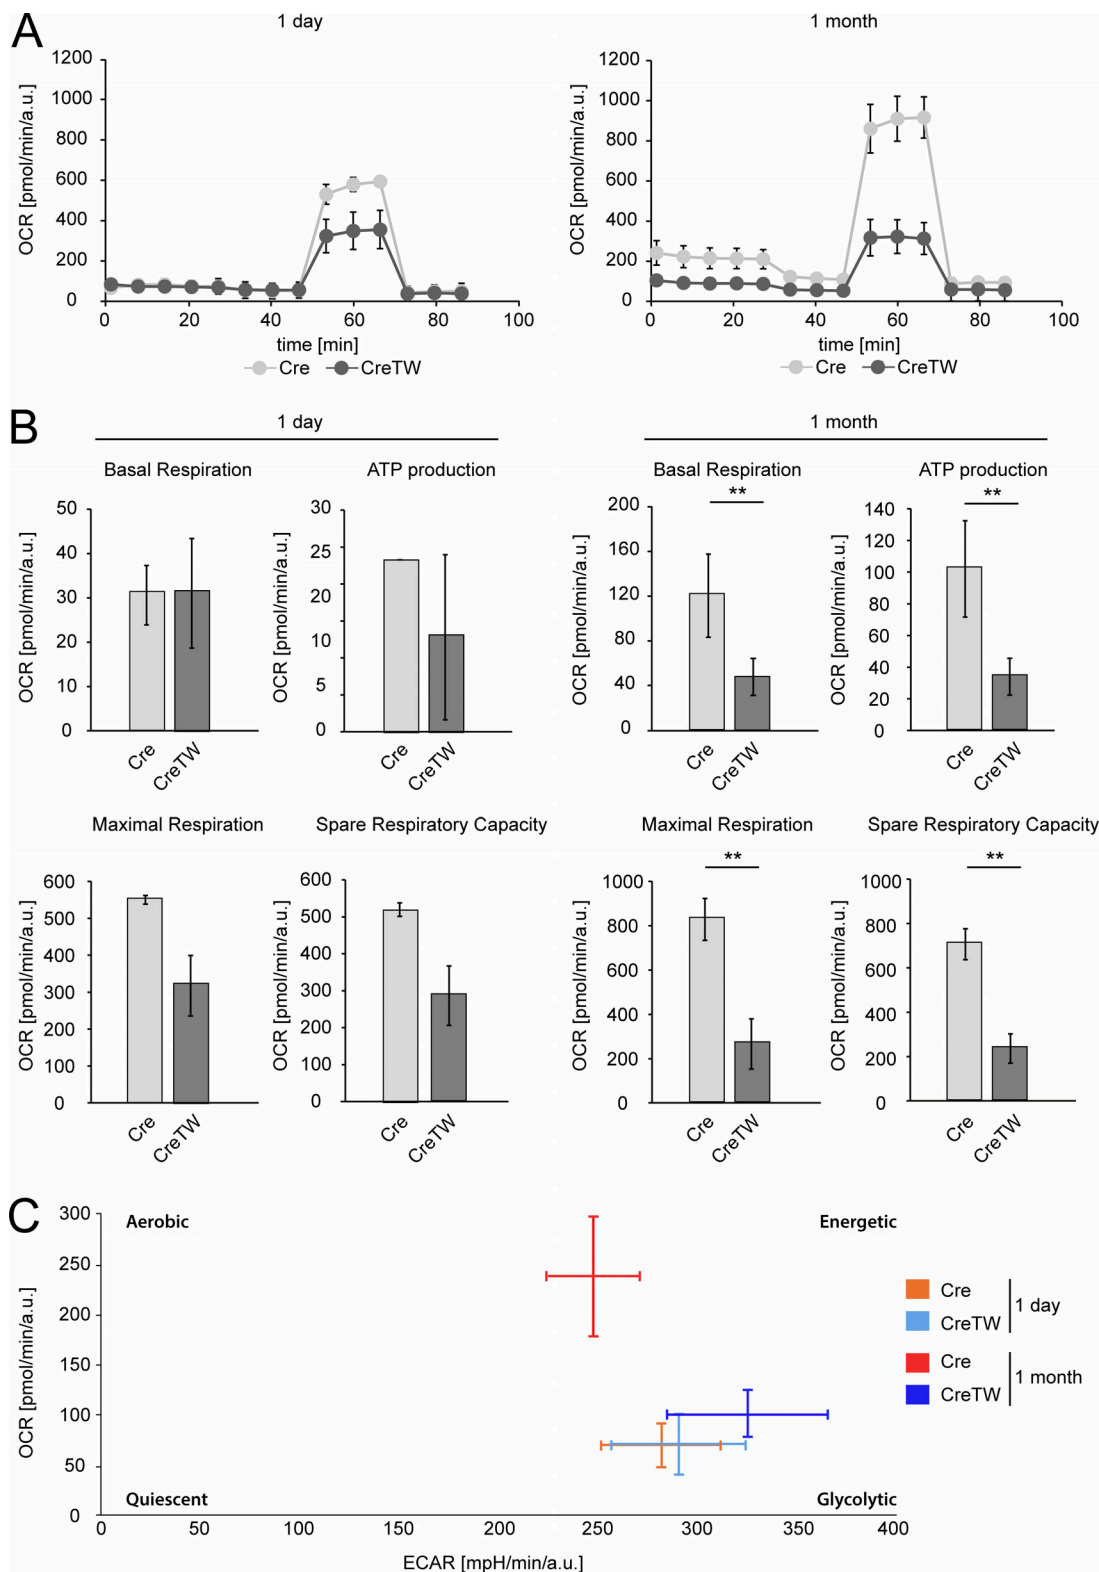 A
1 day
1 month
OCR [pmol/min/a.u.]
1200
1000
800
600
400
200
0
0 20 40 60 80 100
time [min]
Cre CreTW
OCR [pmol/min/a.u.]
1200
1000
800
600
400
200
0
0 20 40 60 80 100
time [min]
Cre CreTW
B
1 day
1 month
Basal Respiration
OCR [pmol/min/a.u.]
50
40
30
20
10
0
Cre
CreTW
ATP production
OCR [pmol/min/a.u.]
30
25
20
10
5
0
Cre
CreTW
Basal Respiration
**
OCR [pmol/min/a.u.]
200
160
120
80
40
0
Cre
CreTW
ATP production
**
OCR [pmol/min/a.u.]
140
120
100
80
60
40
20
0
Cre
CreTW
Maximal Respiration
OCR [pmol/min/a.u.]
600
500
400
300
200
100
0
Cre
CreTW
Spare Respiratory Capacity
OCR [pmol/min/a.u.]
600
500
400
300
200
100
0
Cre
CreTW
Maximal Respiration
**
OCR [pmol/min/a.u.]
1000
800
600
400
200
0
Cre
CreTW
Spare Respiratory Capacity
**
OCR [pmol/min/a.u.]
1000
800
600
400
200
0
Cre
CreTW
C
OCR [pmol/min/a.u.]
300
250
200
150
100
50
0
Aerobic
Energetic
Quiescent
Glycolytic
0 50 100 150 200 250 300 350 400
ECAR [mpH/min/a.u.]
Cre
CreTW
1 day
Cre
CreTW
1 month